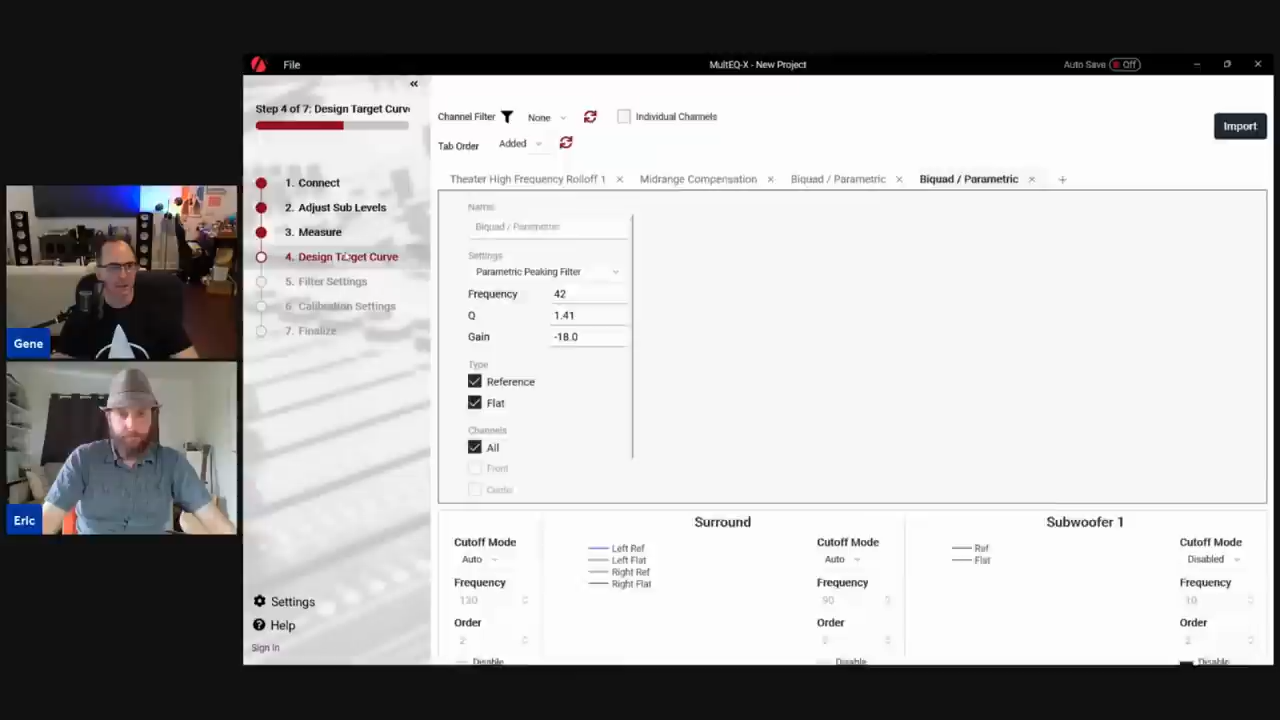 File
MultEQ-X - New Project
Auto Save Off
Step 4 of 7: Design Target Curv
1. Connect
2. Adjust Sub Levels
3. Measure
4. Design Target Curve
5. Filter Settings
6 Calibration Settings
7. Finalize
Settings
Help
Sign In
Gene
Eric
Channel Filter None Individual Channels
Import
Tab Order Added
Theater High Frequency Rolloff 1 Midrange Compensation Biquad / Parametric Biquad / Parametric
Name
Biquad / Parametric
Settings
Parametric Peaking Filter
Frequency 42
Q 1.41
Gain -18.0
Type
Reference
Flat
Channels
All
Front
Center
Surround
Subwoofer 1
Cutoff Mode
Auto
Frequency
130
Order
2
Disable
Left Ref
Left Flat
Right Ref
Right Flat
Cutoff Mode
Auto
Frequency
90
Order
Disable
Ref
Flat
Cutoff Mode
Disabled
Frequency
10
Order
2
Disable